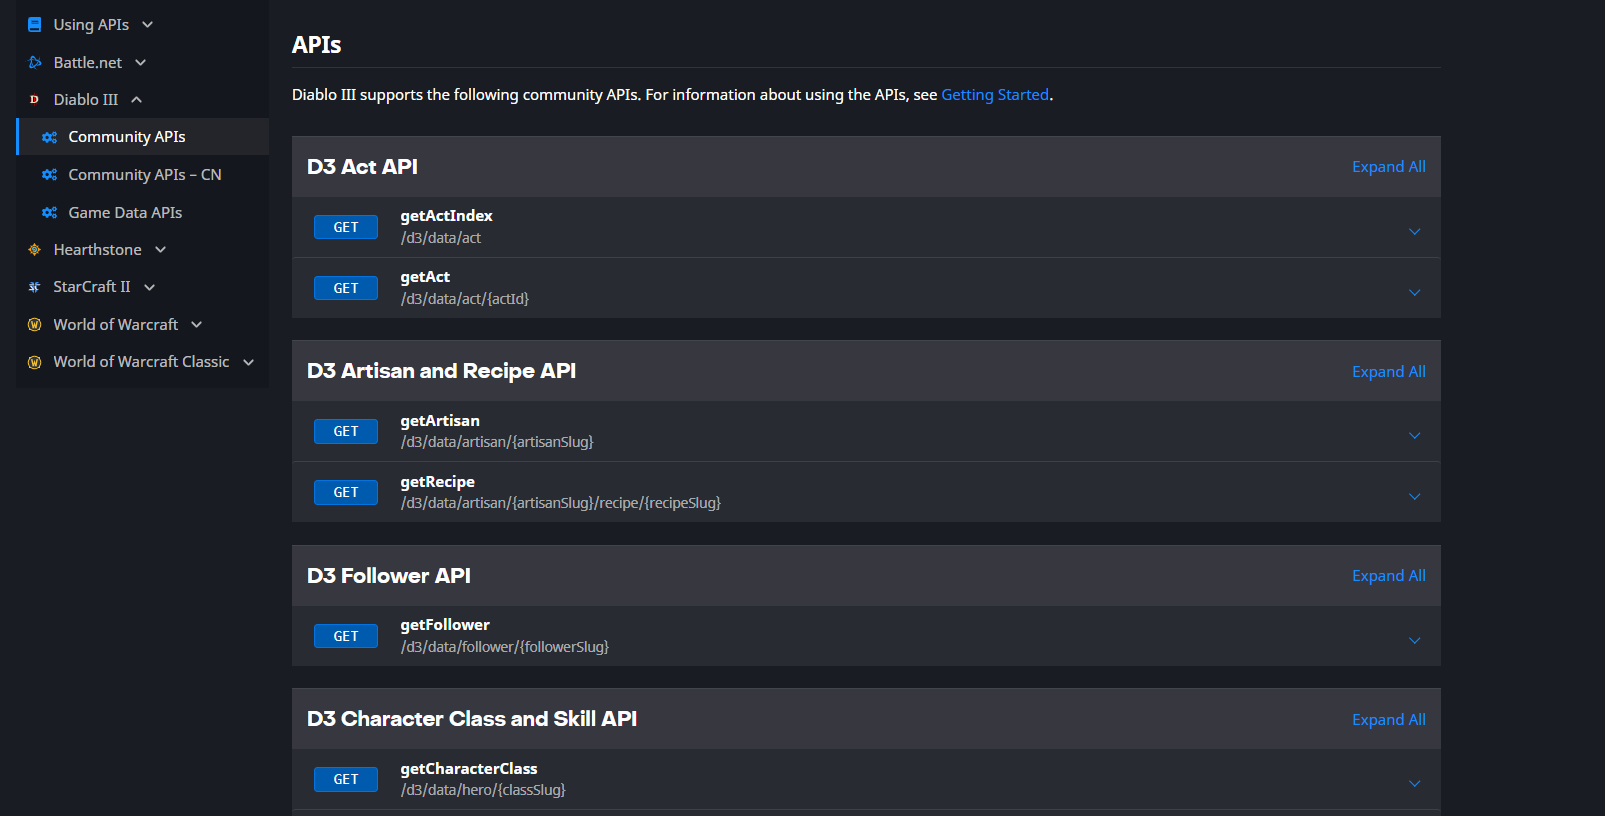 Using APIs
Battle.net
Diablo III
Community APIs
Community APIs – CN
Game Data APIs
Hearthstone
StarCraft II
World of Warcraft
World of Warcraft Classic
APIs
Diablo III supports the following community APIs. For information about using the APIs, see Getting Started.
D3 Act API
Expand All
GET
getActIndex
/d3/data/act
GET
getAct
/d3/data/act/{actId}
D3 Artisan and Recipe API
Expand All
GET
getArtisan
/d3/data/artisan/{artisanSlug}
GET
getRecipe
/d3/data/artisan/{artisanSlug}/recipe/{recipeSlug}
D3 Follower API
Expand All
GET
getFollower
/d3/data/follower/{followerSlug}
D3 Character Class and Skill API
Expand All
GET
getCharacterClass
/d3/data/hero/{classSlug}